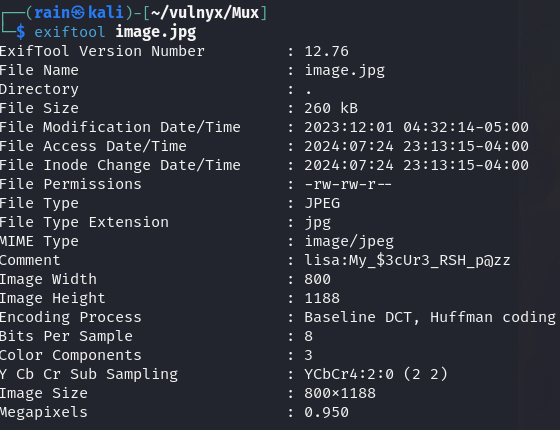 ┌──(rain㉿kali)-[~/vulnyx/Mux]
└─$ exiftool image.jpg
ExifTool Version Number : 12.76
File Name : image.jpg
Directory : .
File Size : 260 kB
File Modification Date/Time : 2023:12:01 04:32:14-05:00
File Access Date/Time : 2024:07:24 23:13:15-04:00
File Inode Change Date/Time : 2024:07:24 23:13:15-04:00
File Permissions : -rw-rw-r--
File Type : JPEG
File Type Extension : jpg
MIME Type : image/jpeg
Comment : lisa:My_$3cUr3_RSH_p@zz
Image Width : 800
Image Height : 1188
Encoding Process : Baseline DCT, Huffman coding
Bits Per Sample : 8
Color Components : 3
Y Cb Cr Sub Sampling : YCbCr4:2:0 (2 2)
Image Size : 800×1188
Megapixels : 0.950